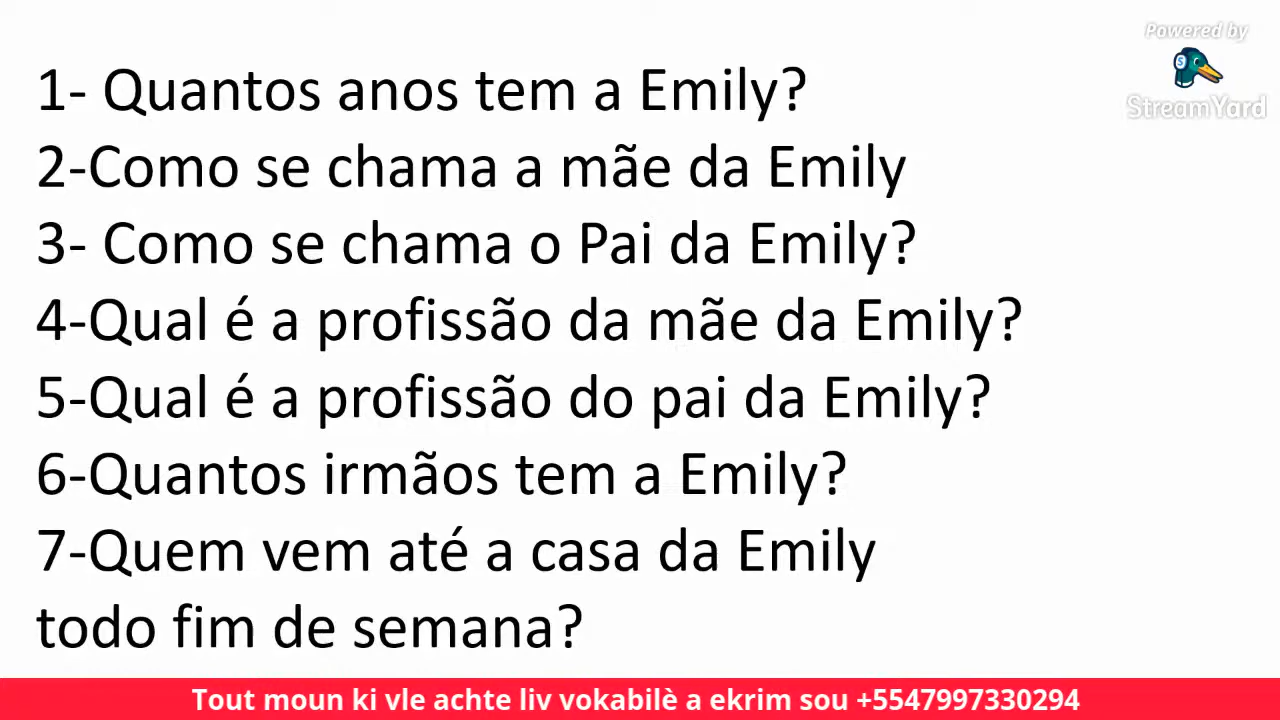 Powered by
StreamYard
1- Quantos anos tem a Emily?
2-Como se chama a mãe da Emily
3- Como se chama o Pai da Emily?
4-Qual é a profissão da mãe da Emily?
5-Qual é a profissão do pai da Emily?
6-Quantos irmãos tem a Emily?
7-Quem vem até a casa da Emily
todo fim de semana?
Tout moun ki vle achte liv vokabilè a ekrim sou +5547997330294